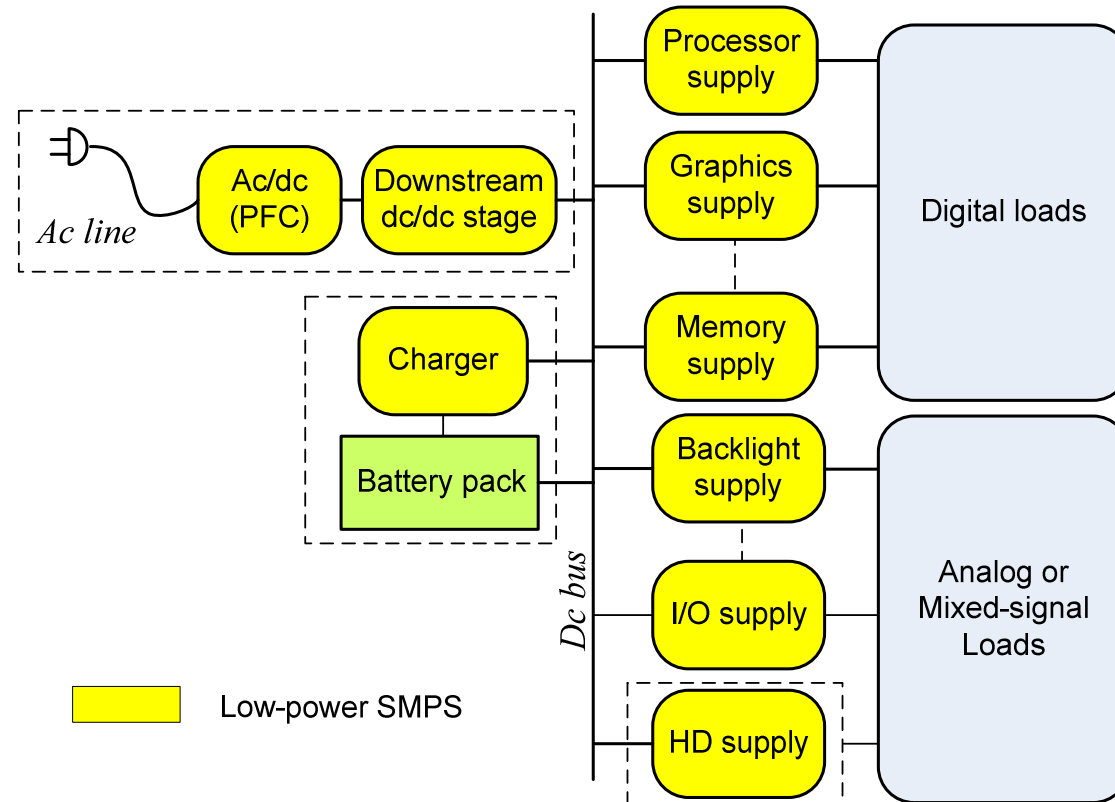 Processor
supply
Ac line
Ac/dc
(PFC)
Downstream
dc/dc stage
Graphics
supply
Digital loads
Charger
Memory
supply
Battery pack
Backlight
supply
Dc bus
I/O supply
Analog or
Mixed-signal
Loads
Low-power SMPS
HD supply